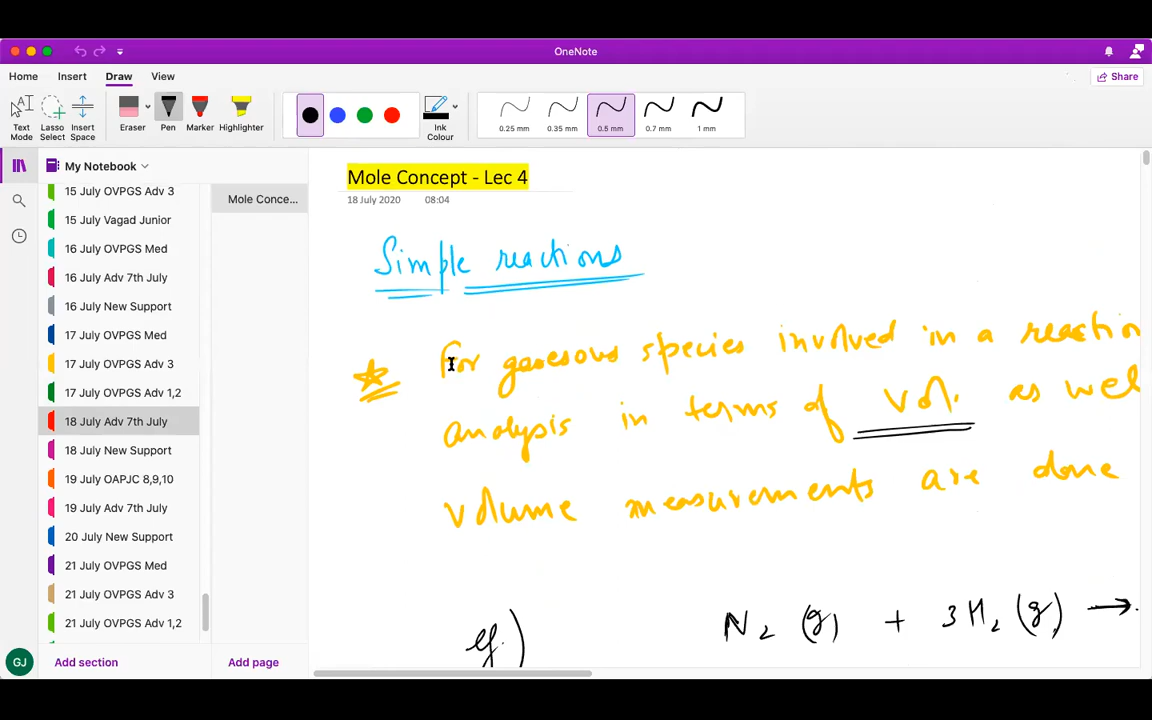 OneNote
Home Insert Draw View
Share
Text Mode
Lasso Select
Insert Space
Eraser
Pen
Marker
Highlighter
Ink Colour
0.25 mm
0.35 mm
0.5 mm
0.7 mm
1 mm
My Notebook
15 July OVPGS Adv 3
15 July Vagad Junior
16 July OVPGS Med
16 July Adv 7th July
16 July New Support
17 July OVPGS Med
17 July OVPGS Adv 3
17 July OVPGS Adv 1,2
18 July Adv 7th July
18 July New Support
19 July OAPJC 8,9,10
19 July Adv 7th July
20 July New Support
21 July OVPGS Med
21 July OVPGS Adv 3
21 July OVPGS Adv 1,2
GJ
Add section
Add page
Mole Conce...
Mole Concept - Lec 4
18 July 2020 08:04
Simple reactions
For gaseous species involved in a reaction
analysis in terms of vol. as well
volume measurements are done
eg.) N₂ (g) + 3H₂ (g) →